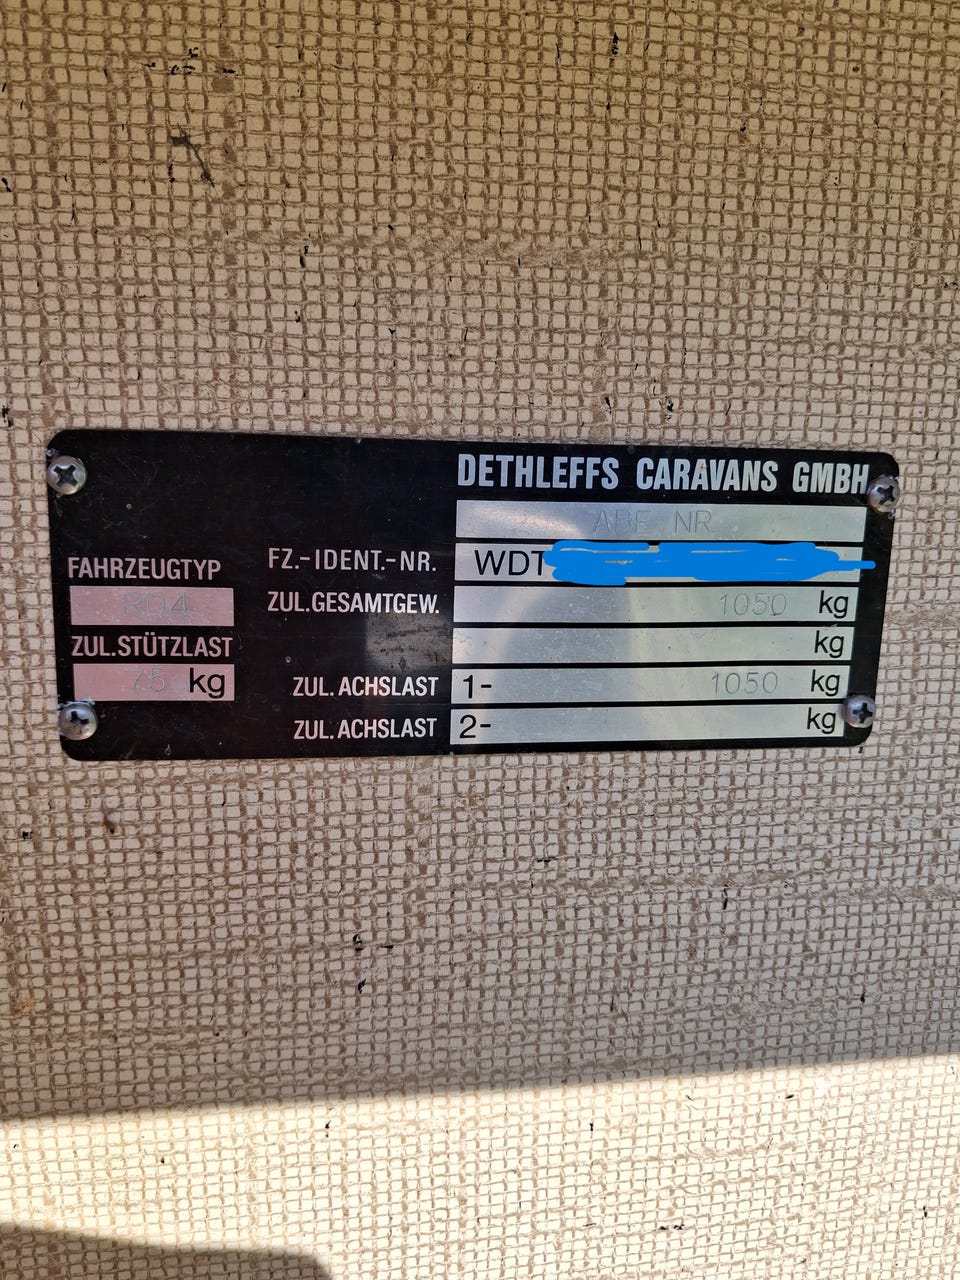 DETHLEFFS CARAVANS GMBH
ABE NR
FZ.-IDENT.-NR. WDT
FAHRZEUGTYP
RD4
ZUL.GESAMTGEW. 1050 kg
kg
ZUL.STÜTZLAST
75 kg
ZUL. ACHSLAST 1- 1050 kg
ZUL. ACHSLAST 2- kg